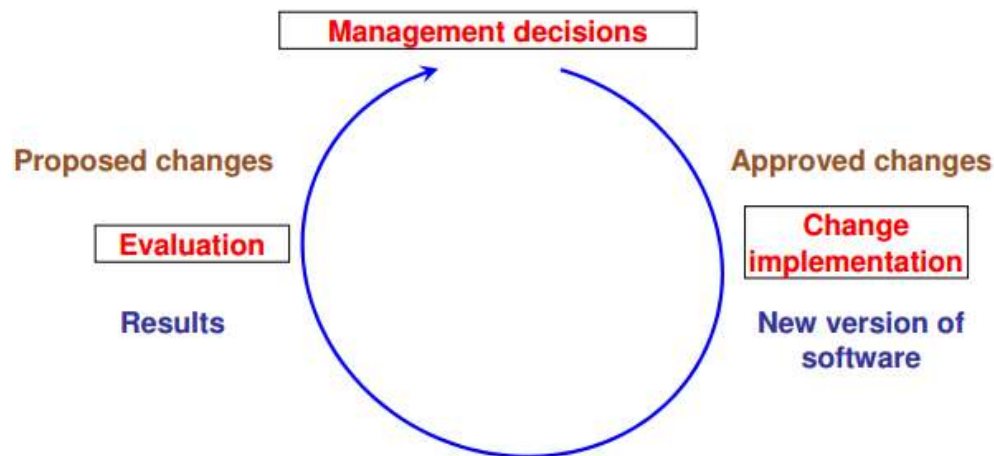 Management decisions
Proposed changes
Approved changes
Evaluation
Change
implementation
Results
New version of
software